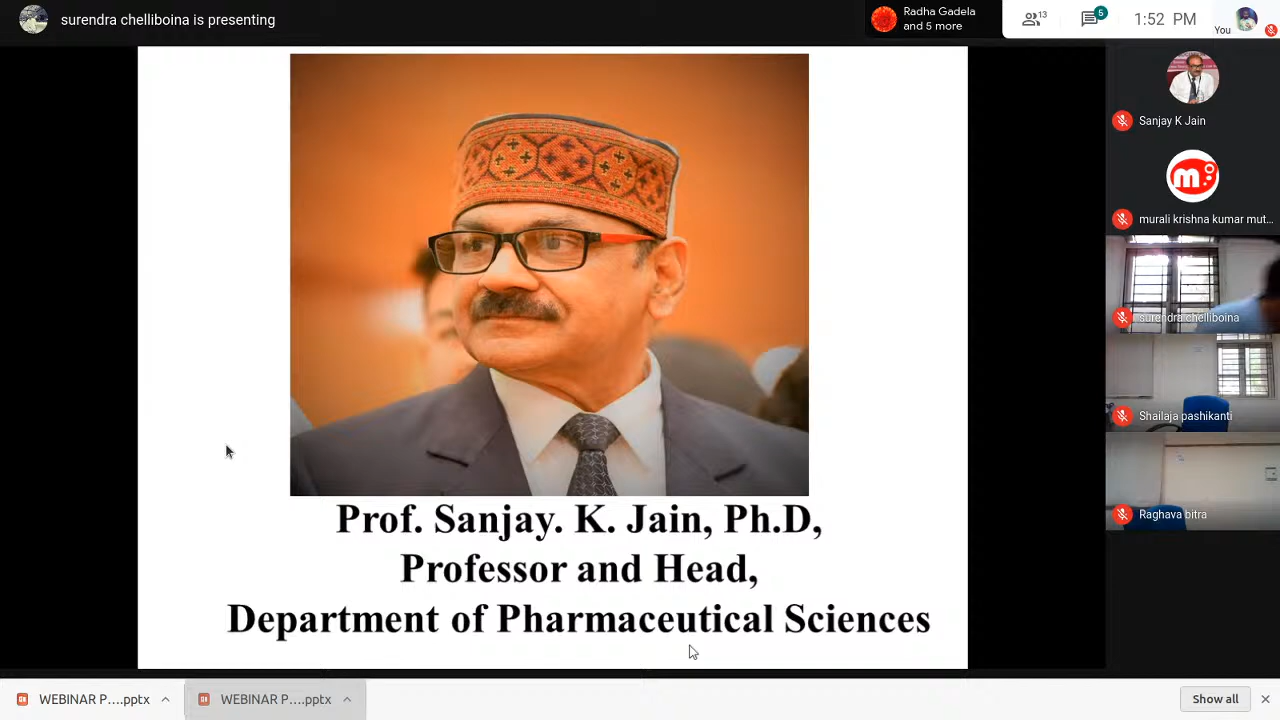 surendra chelliboina is presenting
Radha Gadela
and 5 more
13
6
1:52 PM
You
Sanjay K Jain
m
murali krishna kumar mut...
surendra chelliboina
Shailaja pashikanti
Raghava bitra
Prof. Sanjay. K. Jain, Ph.D,
Professor and Head,
Department of Pharmaceutical Sciences
WEBINAR P....pptx
WEBINAR P....pptx
Show all